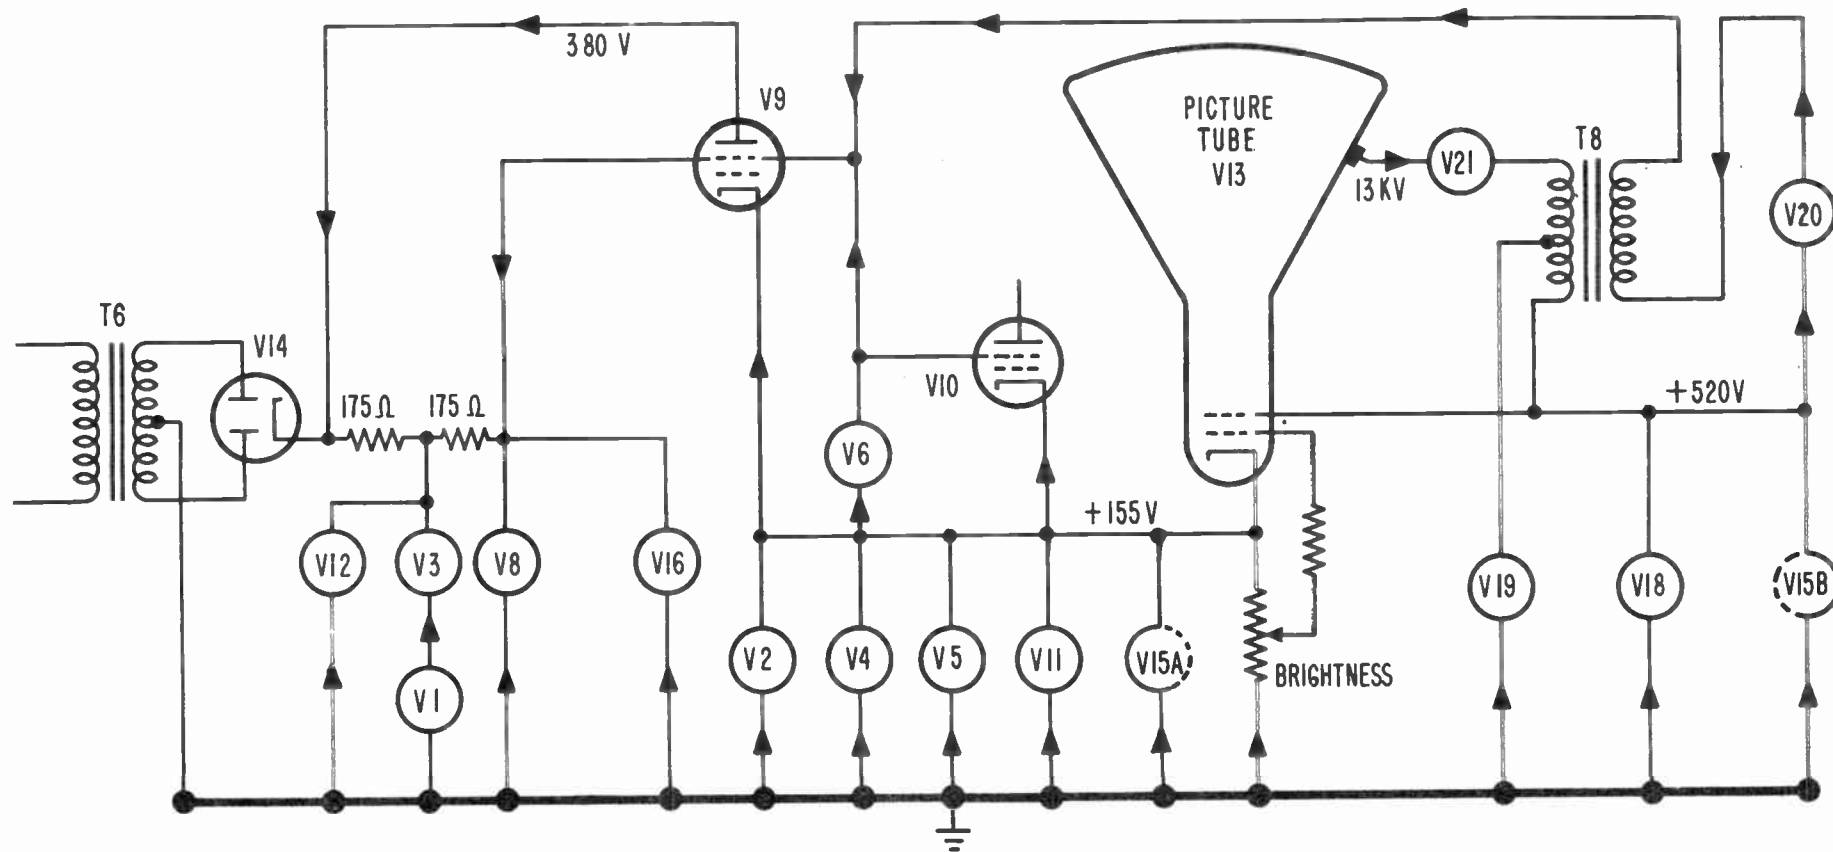 380 V
V9
PICTURE
TUBE
V13
13 KV
V21
T8
V20
T6
V14
175 Ω
175 Ω
V10
+520V
V6
+155 V
V12
V3
V8
V16
V19
V18
V15B
V1
V2
V4
V5
V11
V15A
BRIGHTNESS